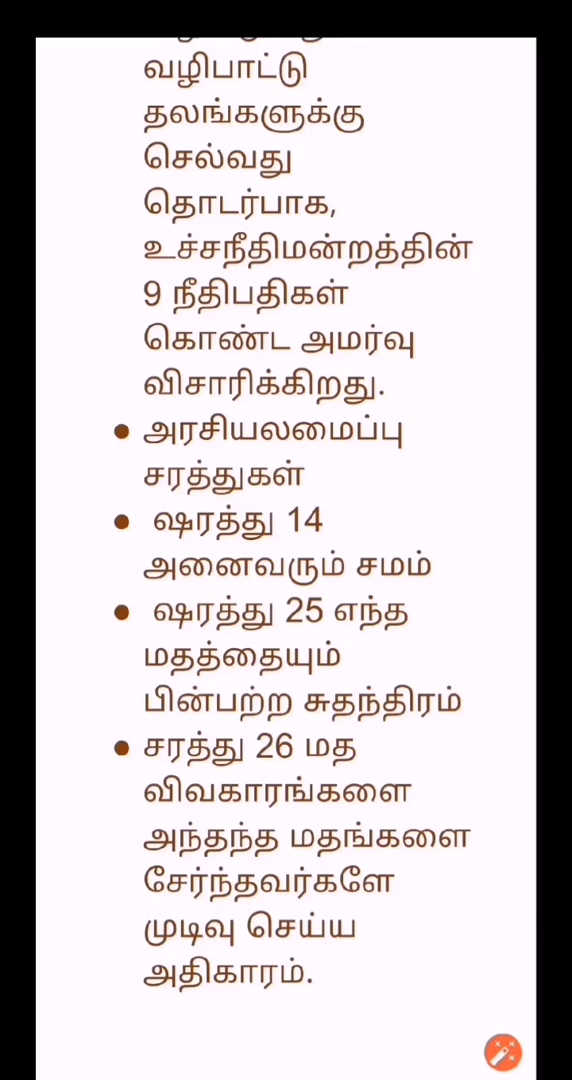 வழிபாட்டு
தலங்களுக்கு
செல்வது
தொடர்பாக,
உச்சநீதிமன்றத்தின்
9 நீதிபதிகள்
கொண்ட அமர்வு
விசாரிக்கிறது.
● அரசியலமைப்பு
சரத்துகள்
● ஷரத்து 14
அனைவரும் சமம்
● ஷரத்து 25 எந்த
மதத்தையும்
பின்பற்ற சுதந்திரம்
● சரத்து 26 மத
விவகாரங்களை
அந்தந்த மதங்களை
சேர்ந்தவர்களே
முடிவு செய்ய
அதிகாரம்.